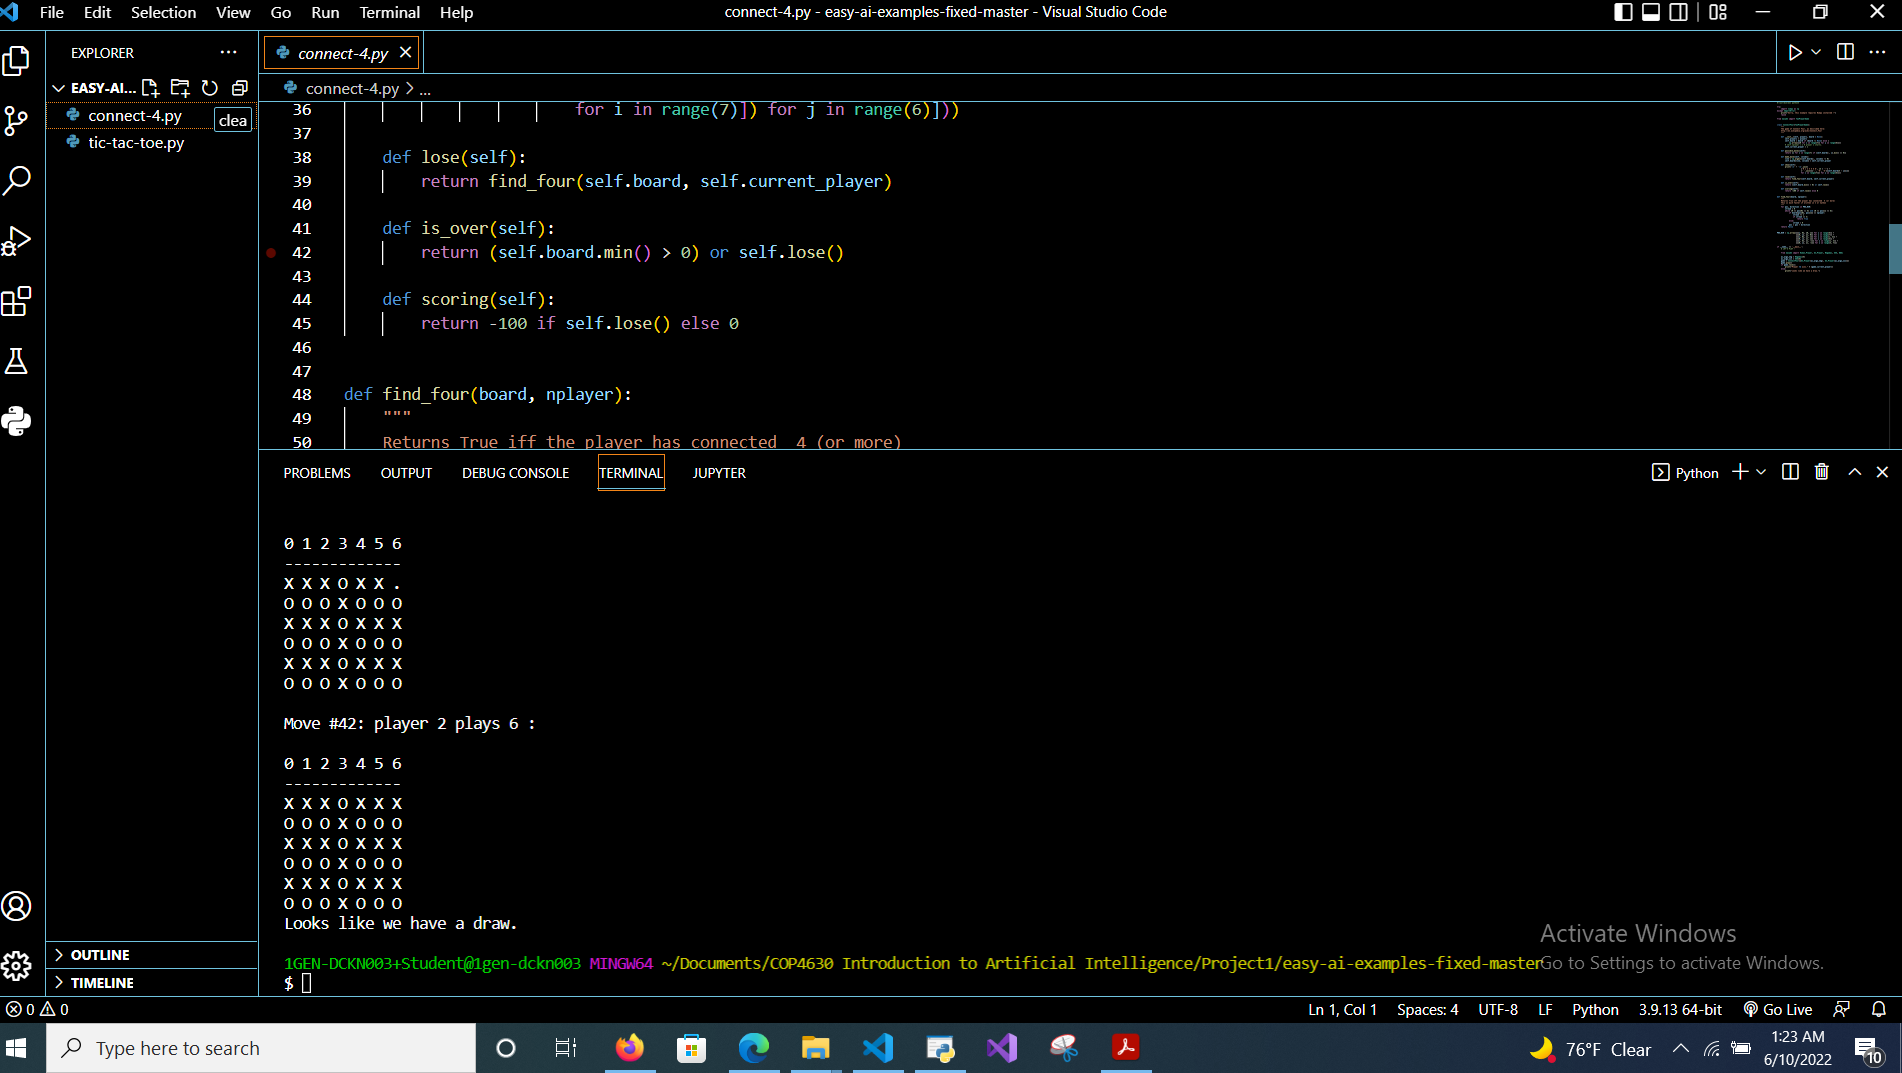 File Edit Selection View Go Run Terminal Help
connect-4.py - easy-ai-examples-fixed-master - Visual Studio Code
EXPLORER
EASY-AI...
connect-4.py
clea
tic-tac-toe.py
OUTLINE
TIMELINE
connect-4.py
connect-4.py > ...
36 for i in range(7)]) for j in range(6)]))
37
38 def lose(self):
39 return find_four(self.board, self.current_player)
40
41 def is_over(self):
42 return (self.board.min() > 0) or self.lose()
43
44 def scoring(self):
45 return -100 if self.lose() else 0
46
47
48 def find_four(board, nplayer):
49 """
50 Returns True iff the player has connected  4 (or more)
PROBLEMS OUTPUT DEBUG CONSOLE TERMINAL JUPYTER
Python
0 1 2 3 4 5 6
-------------
X X X O X X .
O O O X O O O
X X X O X X X
O O O X O O O
X X X O X X X
O O O X O O O
Move #42: player 2 plays 6 :
0 1 2 3 4 5 6
-------------
X X X O X X X
O O O X O O O
X X X O X X X
O O O X O O O
X X X O X X X
O O O X O O O
Looks like we have a draw.
1GEN-DCKN003+Student@1gen-dckn003 MINGW64 ~/Documents/COP4630 Introduction to Artificial Intelligence/Project1/easy-ai-examples-fixed-master
$
Activate Windows
Go to Settings to activate Windows.
0 0
Ln 1, Col 1 Spaces: 4 UTF-8 LF Python 3.9.13 64-bit Go Live
Type here to search
76°F Clear
1:23 AM
6/10/2022
10